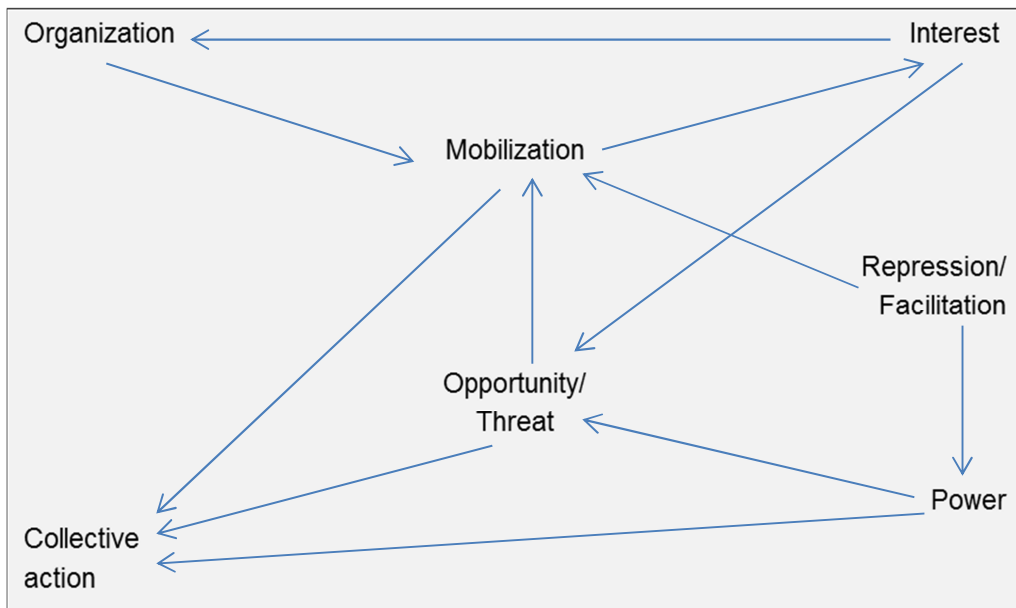 Organization
Interest
Mobilization
Repression/
Facilitation
Opportunity/
Threat
Power
Collective
action